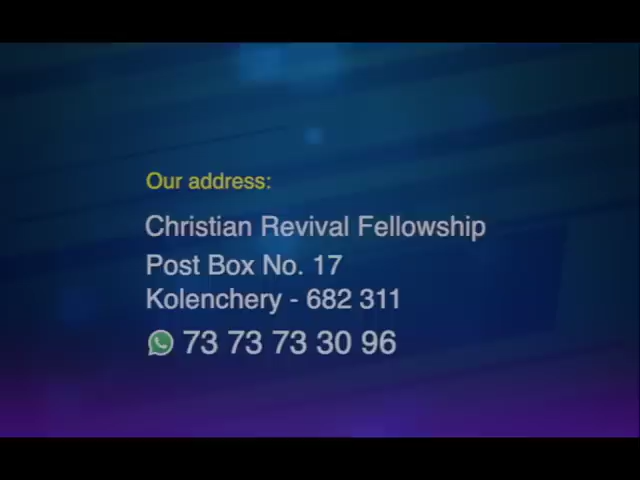 Our address:
Christian Revival Fellowship
Post Box No. 17
Kolenchery - 682 311
73 73 73 30 96